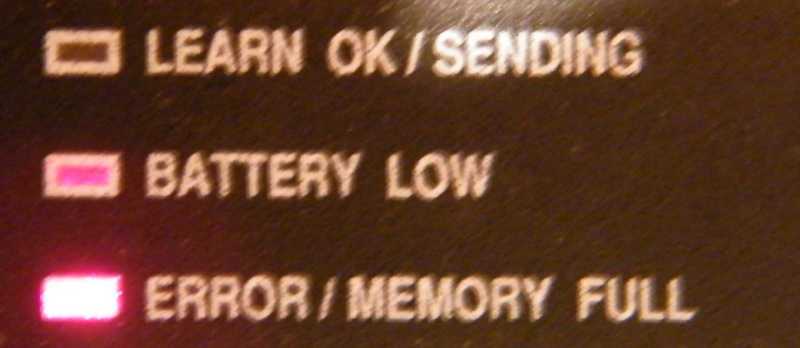 LEARN OK/SENDING
BATTERY LOW
ERROR/MEMORY FULL